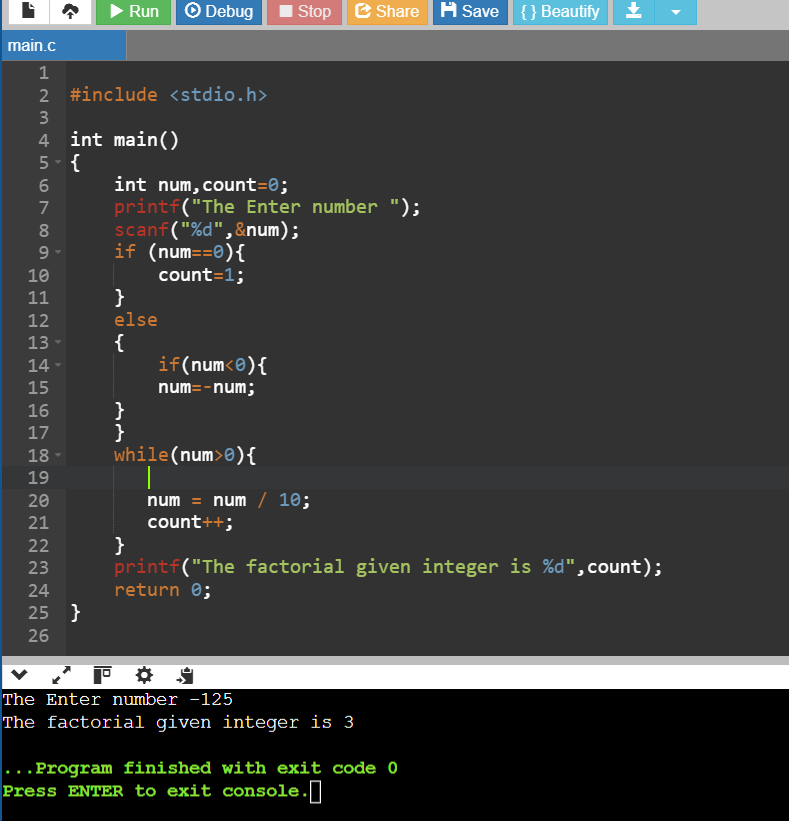 Run Debug Stop Share Save {} Beautify
main.c
1
2 #include <stdio.h>
3
4 int main()
5 {
6 int num,count=0;
7 printf("The Enter number ");
8 scanf("%d",&num);
9 if (num==0){
10 count=1;
11 }
12 else
13 {
14 if(num<0){
15 num=-num;
16 }
17 }
18 while(num>0){
19
20 num = num / 10;
21 count++;
22 }
23 printf("The factorial given integer is %d",count);
24 return 0;
25 }
26
The Enter number -125
The factorial given integer is 3
...Program finished with exit code 0
Press ENTER to exit console.